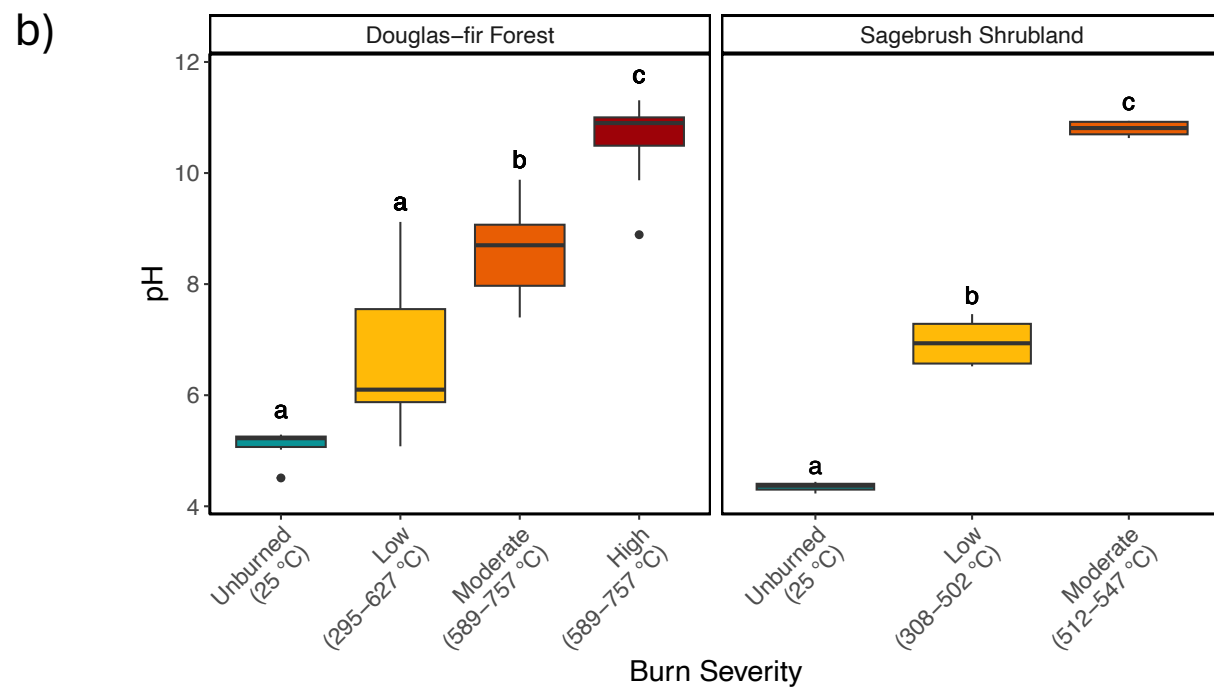 b)
Douglas−fir Forest
Sagebrush Shrubland
pH
12
10
8
6
4
a
a
b
c
a
b
c
Unburned
(25 °C)
Low
(295−627 °C)
Moderate
(589−757 °C)
High
(589−757 °C)
Unburned
(25 °C)
Low
(308−502 °C)
Moderate
(512−547 °C)
Burn Severity